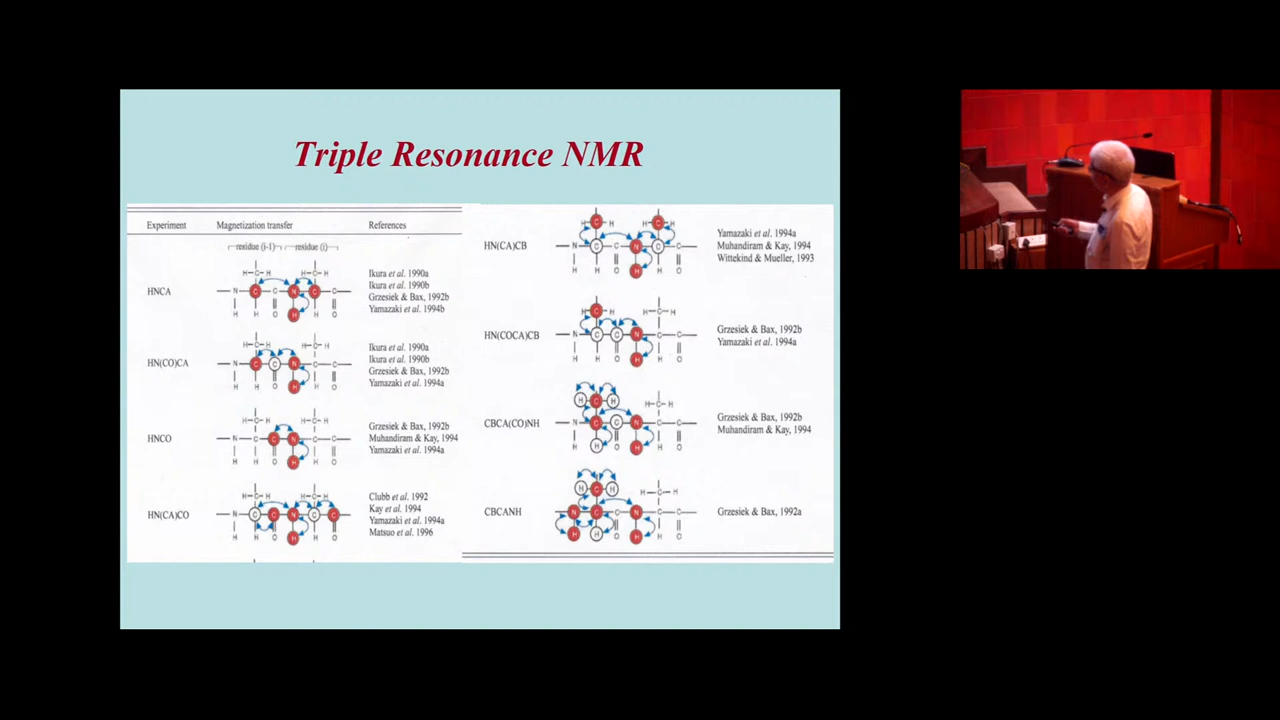 Triple Resonance NMR
Experiment Magnetization transfer References
residue (i-1) residue (i)
HNCA
Ikura et al. 1990a
Ikura et al. 1990b
Grzesiek & Bax, 1992b
Yamazaki et al. 1994b
HN(CO)CA
Ikura et al. 1990a
Ikura et al. 1990b
Grzesiek & Bax, 1992b
Yamazaki et al. 1994a
HNCO
Grzesiek & Bax, 1992b
Muhandiram & Kay, 1994
Yamazaki et al. 1994a
HN(CA)CO
Clubb et al. 1992
Kay et al. 1994
Yamazaki et al. 1994a
Matsuo et al. 1996
HN(CA)CB
Yamazaki et al. 1994a
Muhandiram & Kay, 1994
Wittekind & Mueller, 1993
HN(COCA)CB
Grzesiek & Bax, 1992b
Yamazaki et al. 1994a
CBCA(CO)NH
Grzesiek & Bax, 1992b
Muhandiram & Kay, 1994
CBCANH
Grzesiek & Bax, 1992a